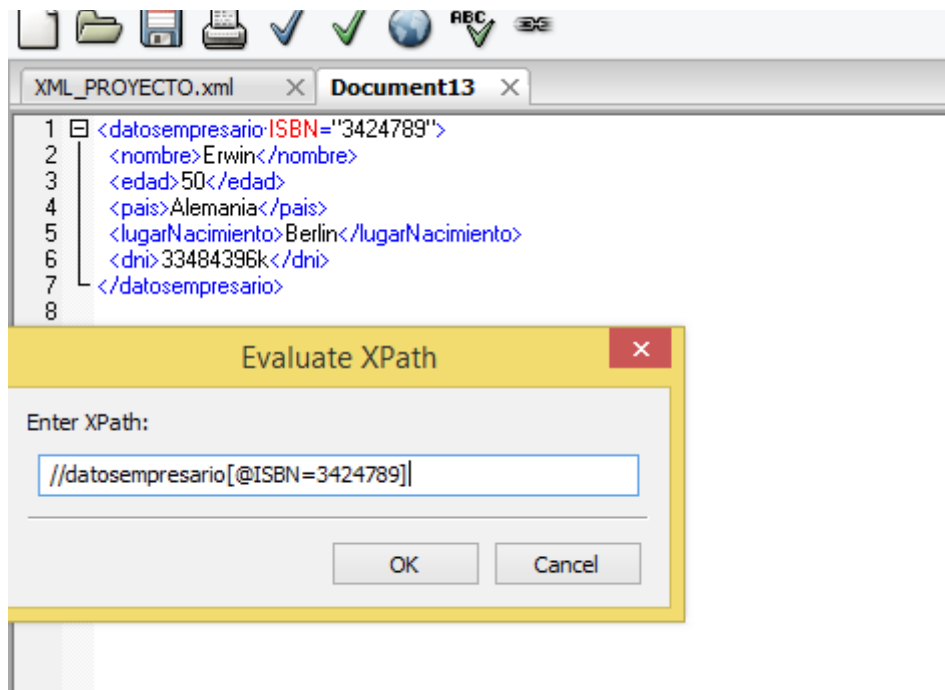 ABC
XML_PROYECTO.xml Document13
1 <datosempresario ISBN="3424789">
2 <nombre>Erwin</nombre>
3 <edad>50</edad>
4 <pais>Alemania</pais>
5 <lugarNacimiento>Berlin</lugarNacimiento>
6 <dni>33484396k</dni>
7 </datosempresario>
8
Evaluate XPath
Enter XPath:
//datosempresario[@ISBN=3424789]
OK Cancel